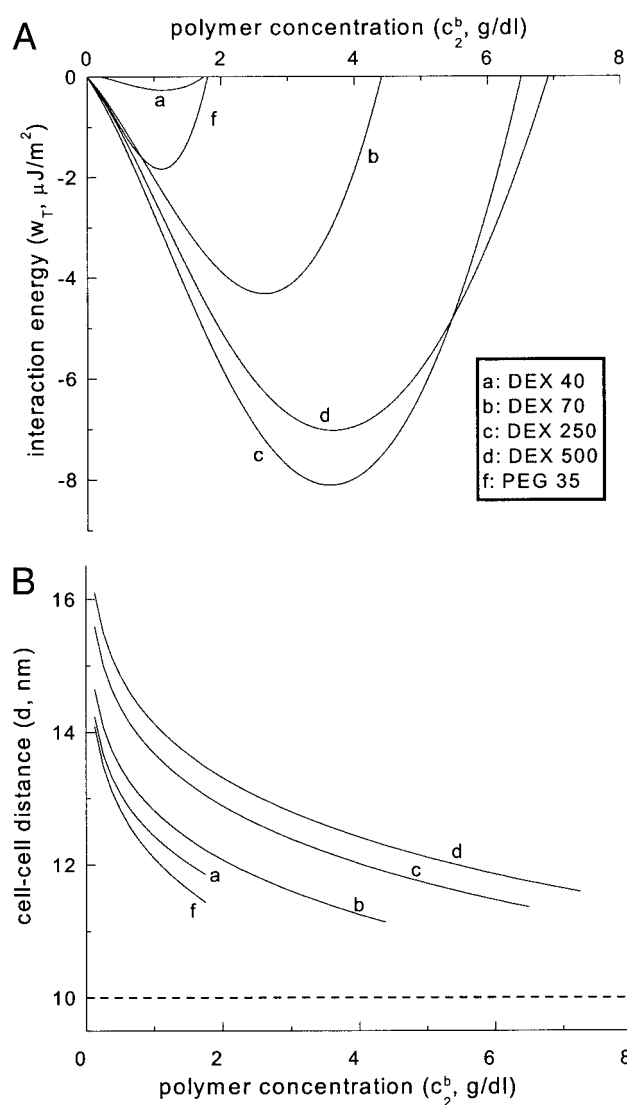 A
polymer concentration (c₂ᵇ, g/dl)
0 2 4 6 8
interaction energy (w_T, μJ/m²)
0
-2
-4
-6
-8
a
f
b
d
c
a: DEX 40
b: DEX 70
c: DEX 250
d: DEX 500
f: PEG 35
B
cell-cell distance (d, nm)
16
14
12
10
d
c
a
b
f
0 2 4 6 8
polymer concentration (c₂ᵇ, g/dl)